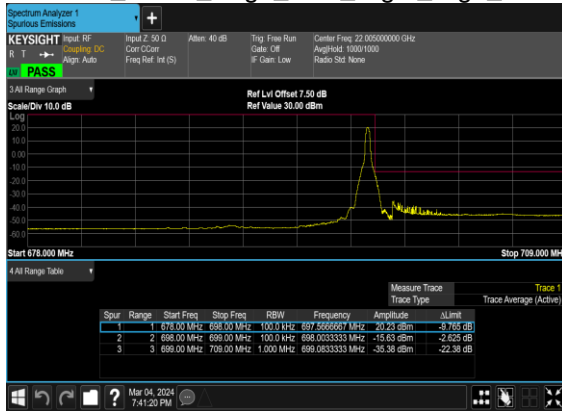 Spectrum Analyzer 1
Spurious Emissions
+
KEYSIGHT
R T
PASS
Input: RF
Coupling: DC
Align: Auto
Input Z: 50 Ω
Corr CCorr
Freq Ref: Int (S)
Atten: 40 dB
Trig: Free Run
Gate: Off
IF Gain: Low
Center Freq: 22.005000000 GHz
Avg|Hold: 1000/1000
Radio Std: None
3 All Range Graph
Scale/Div 10.0 dB
Ref Lvl Offset 7.50 dB
Ref Value 30.00 dBm
Log
20.0
10.0
0.00
-10.0
-20.0
-30.0
-40.0
-50.0
-60.0
Start 678.000 MHz
Stop 709.000 MH
4 All Range Table
Measure Trace Trace 1
Trace Type Trace Average (Active)
Spur Range Start Freq Stop Freq RBW Frequency Amplitude ΔLimit
1 1 678.00 MHz 698.00 MHz 100.0 kHz 697.5666667 MHz 20.23 dBm -9.765 dB
2 2 698.00 MHz 699.00 MHz 100.0 kHz 698.0033333 MHz -15.63 dBm -2.625 dB
3 3 699.00 MHz 709.00 MHz 1.000 MHz 699.0833333 MHz -35.38 dBm -22.38 dB
?
Mar 04, 2024
7:41:20 PM